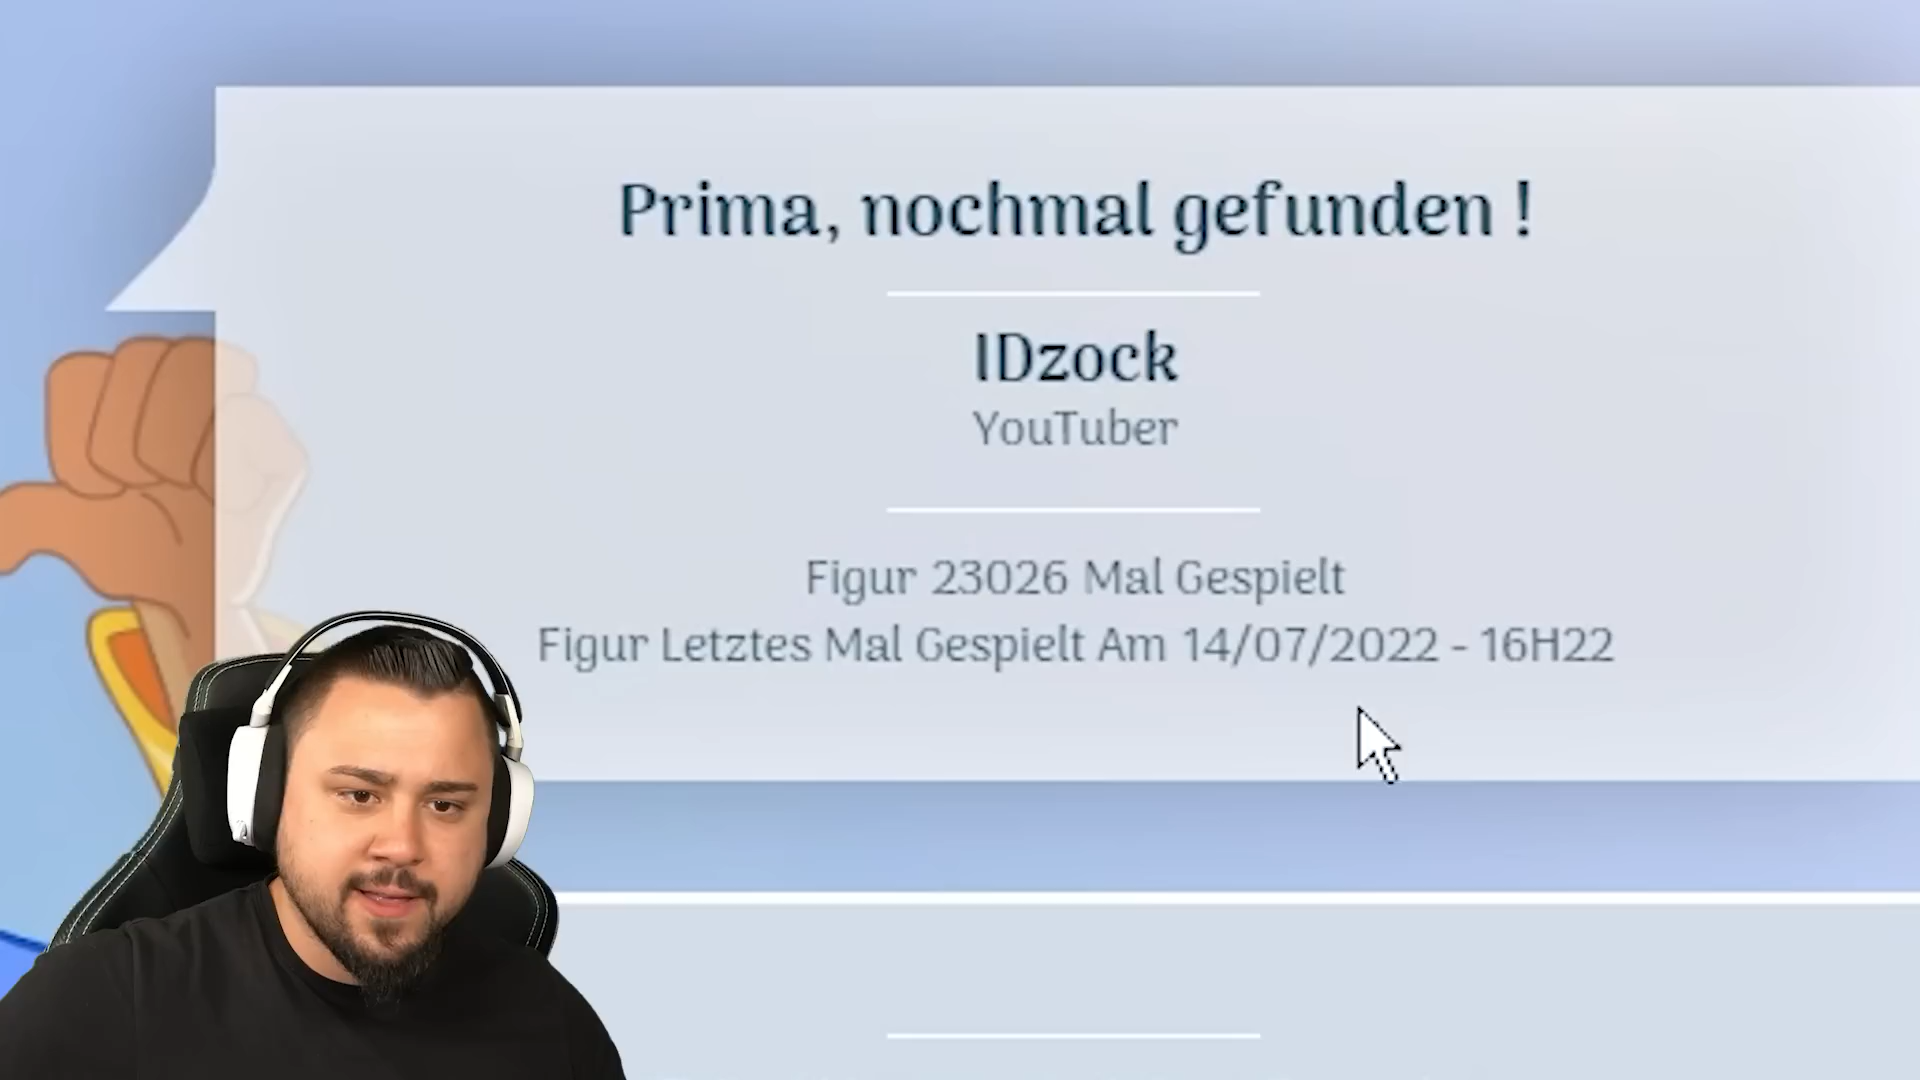 Prima, nochmal gefunden !
IDzock
YouTuber
Figur 23026 Mal Gespielt
Figur Letztes Mal Gespielt Am 14/07/2022 - 16H22